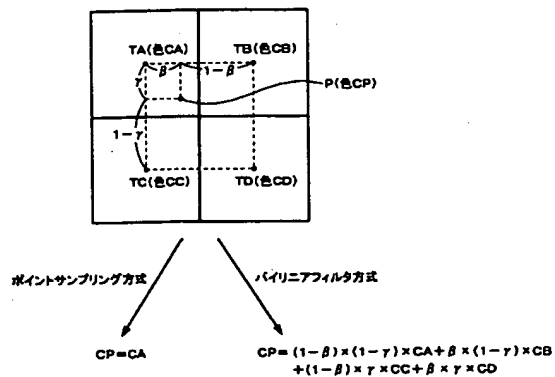 TA(色CA)
TB(色CB)
β
1-β
γ
P(色CP)
1-γ
TC(色CC)
TD(色CD)
ポイントサンプリング方式
バイリニアフィルタ方式
CP=CA
CP=(1-β)×(1-γ)×CA+β×(1-γ)×CB
+(1-β)×γ×CC+β×γ×CD